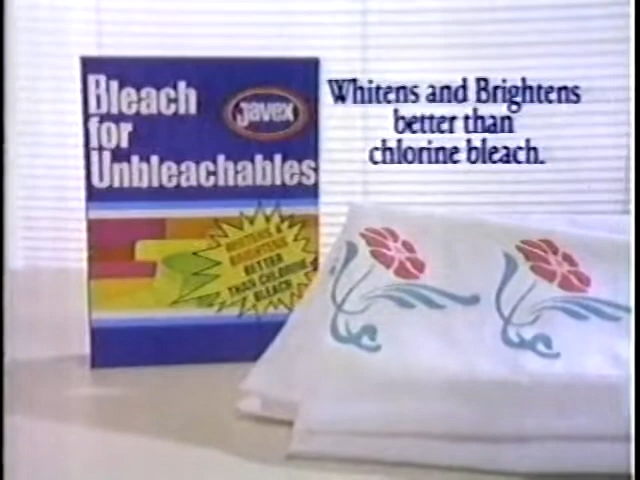 Bleach
for
Unbleachables
Javex
Whitens and Brightens
better than
chlorine bleach.
WHITENS &
BRIGHTENS
BETTER
THAN CHLORINE
BLEACH